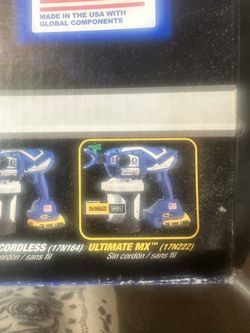 MADE IN THE USA WITH
GLOBAL COMPONENTS
CORDLESS (17N164)
cordón / sans fil
ULTIMATE MX™ (17N222)
Sin cordón / sans fil
DEWALT